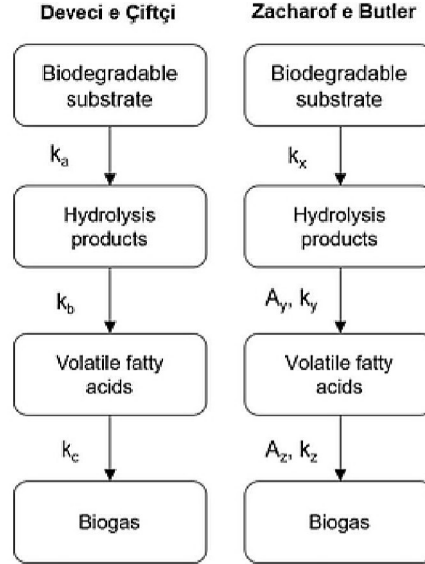 Deveci e Çiftçi
Biodegradable
substrate
ka
Hydrolysis
products
kb
Volatile fatty
acids
kc
Biogas
Zacharof e Butler
Biodegradable
substrate
kx
Hydrolysis
products
Ay, ky
Volatile fatty
acids
Az, kz
Biogas